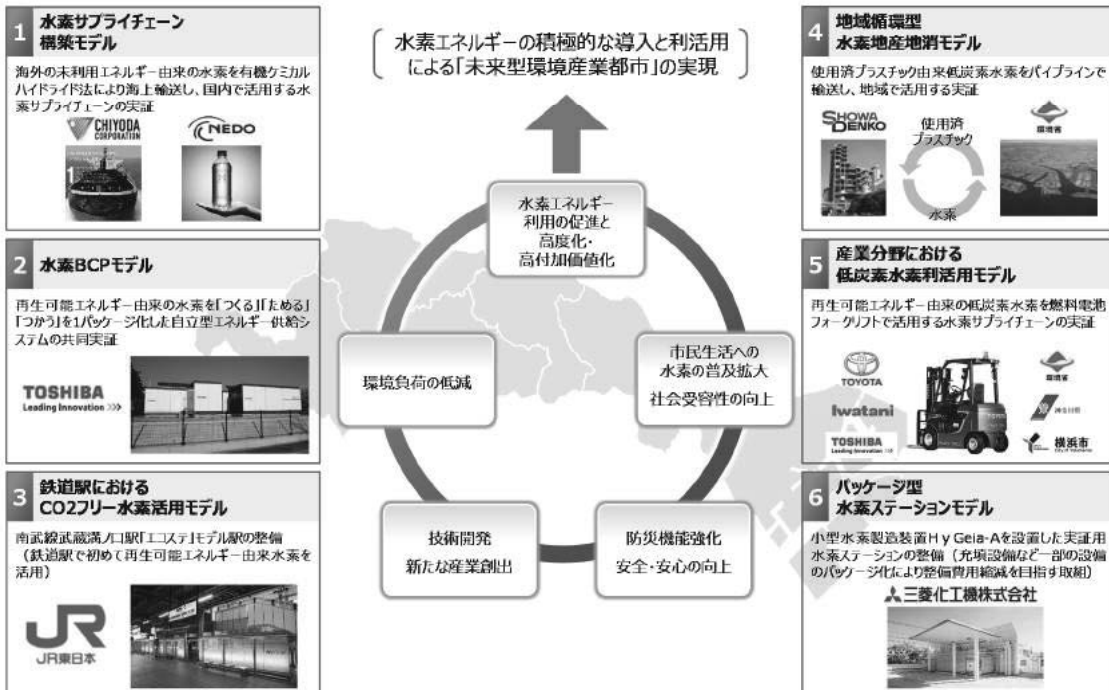 1
水素サプライチェーン
構築モデル
海外の未利用エネルギー由来の水素を有機ケミカル
ハイドライド法により海上輸送し、国内で活用する水
素サプライチェーンの実証
CHIYODA
CORPORATION
NEDO
2
水素BCPモデル
再生可能エネルギー由来の水素を「つくる」「ためる」
「つかう」を1パッケージ化した自立型エネルギー供給シ
ステムの共同実証
TOSHIBA
Leading Innovation >>>
3
鉄道駅における
CO2フリー水素活用モデル
南武線武蔵溝ノ口駅「エコステ」モデル駅の整備
（鉄道駅で初めて再生可能エネルギー由来水素を
活用）
JR
JR東日本
水素エネルギーの積極的な導入と利活用
による「未来型環境産業都市」の実現
水素エネルギー
利用の促進と
高度化・
高付加価値化
環境負荷の低減
市民生活への
水素の普及拡大
社会受容性の向上
技術開発
新たな産業創出
防災機能強化
安全・安心の向上
4
地域循環型
水素地産地消モデル
使用済プラスチック由来低炭素水素をパイプラインで
輸送し、地域で活用する実証
SHOWA
DENKO
使用済
プラスチック
水素
環境省
5
産業分野における
低炭素水素利活用モデル
再生可能エネルギー由来の低炭素水素を燃料電池
フォークリフトで活用する水素サプライチェーンの実証
TOYOTA
Iwatani
TOSHIBA
Leading Innovation >>>
環境省
神奈川県
横浜市
6
パッケージ型
水素ステーションモデル
小型水素製造装置HyGeia-Aを設置した実証用
水素ステーションの整備（充填設備など一部の設備
のパッケージ化により整備費用縮減を目指す取組）
三菱化工機株式会社